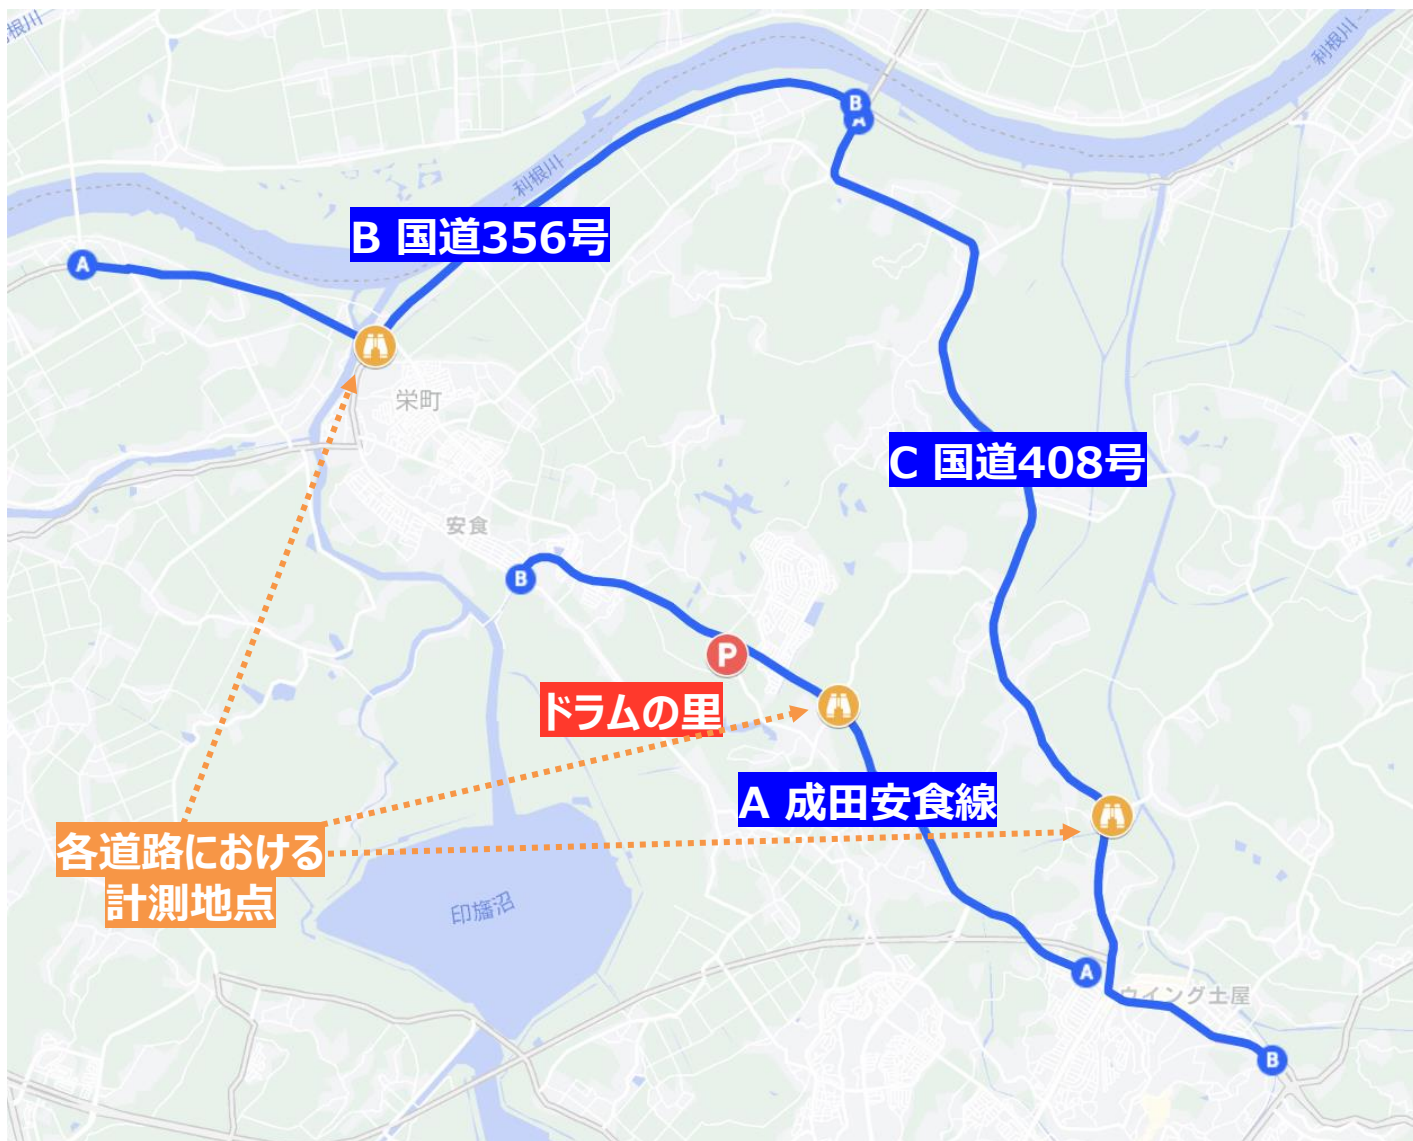 利根川
利根川
利根川
B
A
B 国道356号
A
栄町
C 国道408号
安食
B
P
ドラムの里
A 成田安食線
各道路における
計測地点
印旛沼
A
ウイング土屋
B